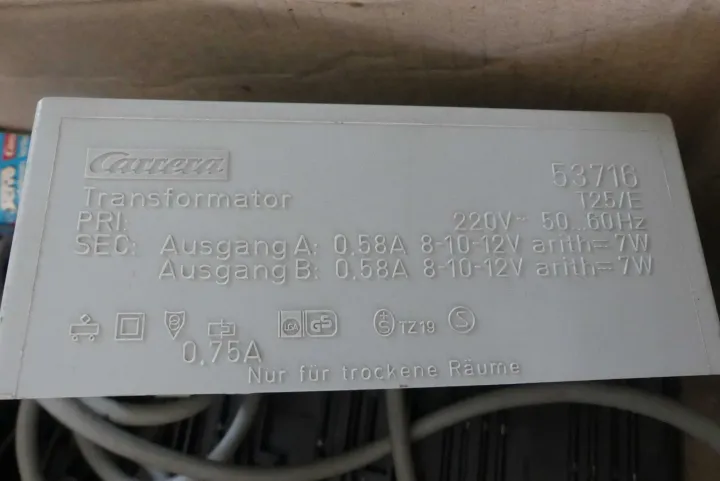 Carrera
53716
Transformator
T25/E
PRI: 220V~ 50...60Hz
SEC: Ausgang A: 0.58A 8-10-12V arith= 7W
Ausgang B: 0.58A 8-10-12V arith= 7W
GS
S TZ19 S
0.75A
Nur für trockene Räume